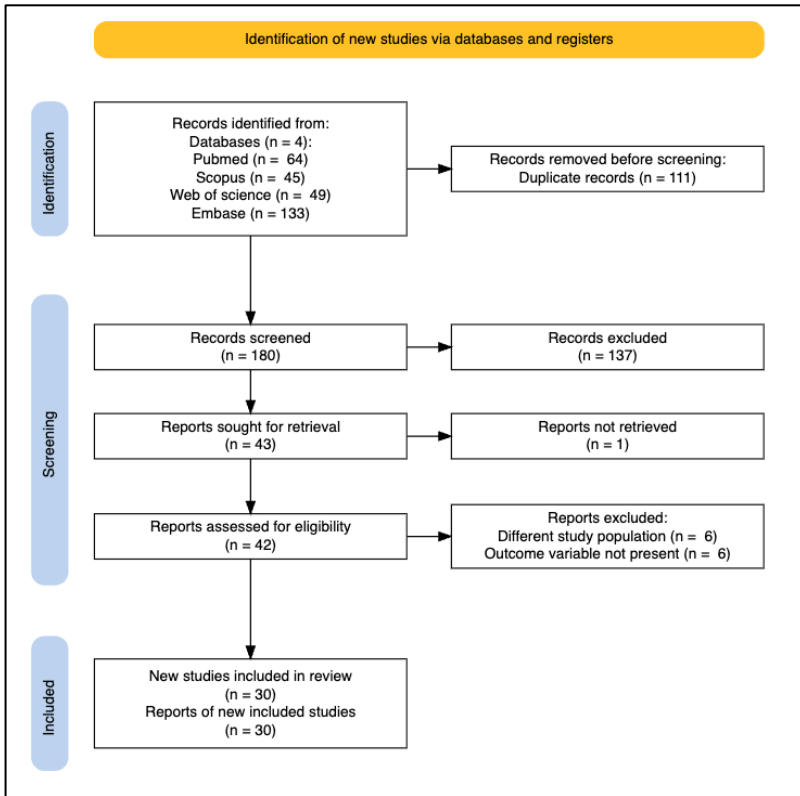 Identification of new studies via databases and registers
Identification
Records identified from:
Databases (n = 4):
Pubmed (n = 64)
Scopus (n = 45)
Web of science (n = 49)
Embase (n = 133)
Records removed before screening:
Duplicate records (n = 111)
Screening
Records screened
(n = 180)
Records excluded
(n = 137)
Reports sought for retrieval
(n = 43)
Reports not retrieved
(n = 1)
Reports assessed for eligibility
(n = 42)
Reports excluded:
Different study population (n = 6)
Outcome variable not present (n = 6)
Included
New studies included in review
(n = 30)
Reports of new included studies
(n = 30)